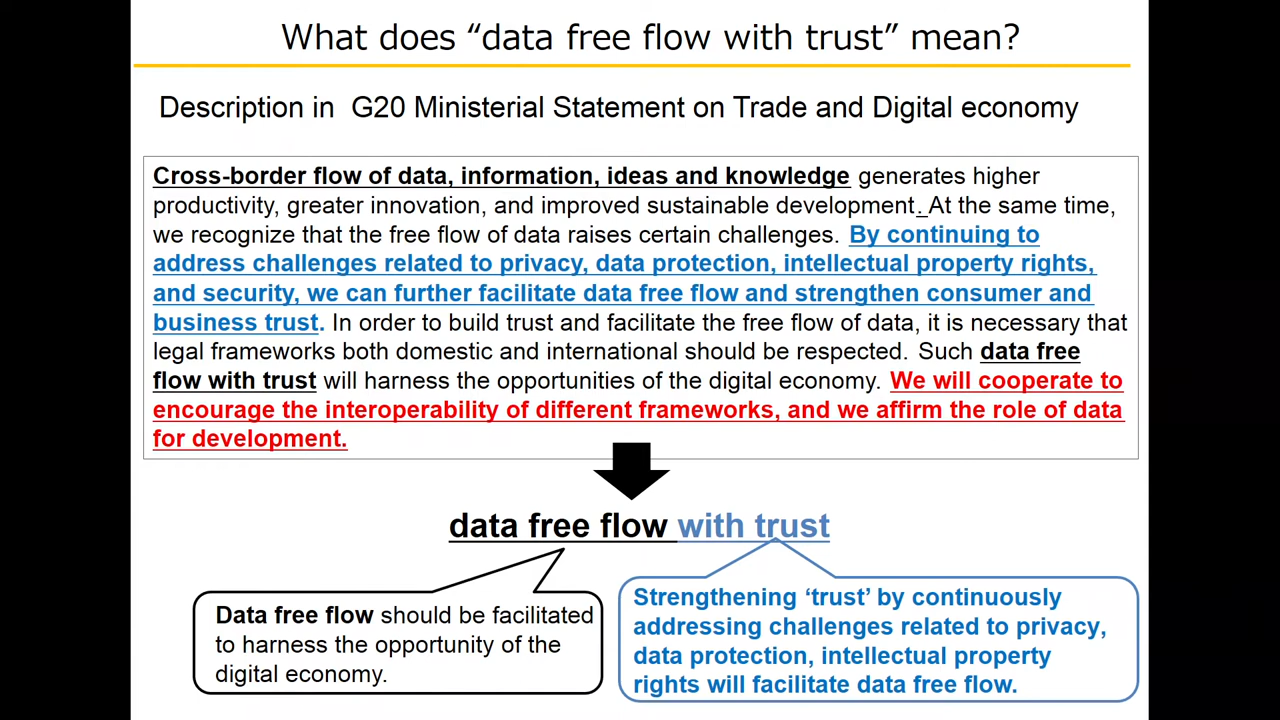 What does “data free flow with trust” mean?
Description in G20 Ministerial Statement on Trade and Digital economy
Cross-border flow of data, information, ideas and knowledge generates higher
productivity, greater innovation, and improved sustainable development. At the same time,
we recognize that the free flow of data raises certain challenges. By continuing to
address challenges related to privacy, data protection, intellectual property rights,
and security, we can further facilitate data free flow and strengthen consumer and
business trust. In order to build trust and facilitate the free flow of data, it is necessary that
legal frameworks both domestic and international should be respected. Such data free
flow with trust will harness the opportunities of the digital economy. We will cooperate to
encourage the interoperability of different frameworks, and we affirm the role of data
for development.
data free flow with trust
Data free flow should be facilitated
to harness the opportunity of the
digital economy.
Strengthening ‘trust’ by continuously
addressing challenges related to privacy,
data protection, intellectual property
rights will facilitate data free flow.